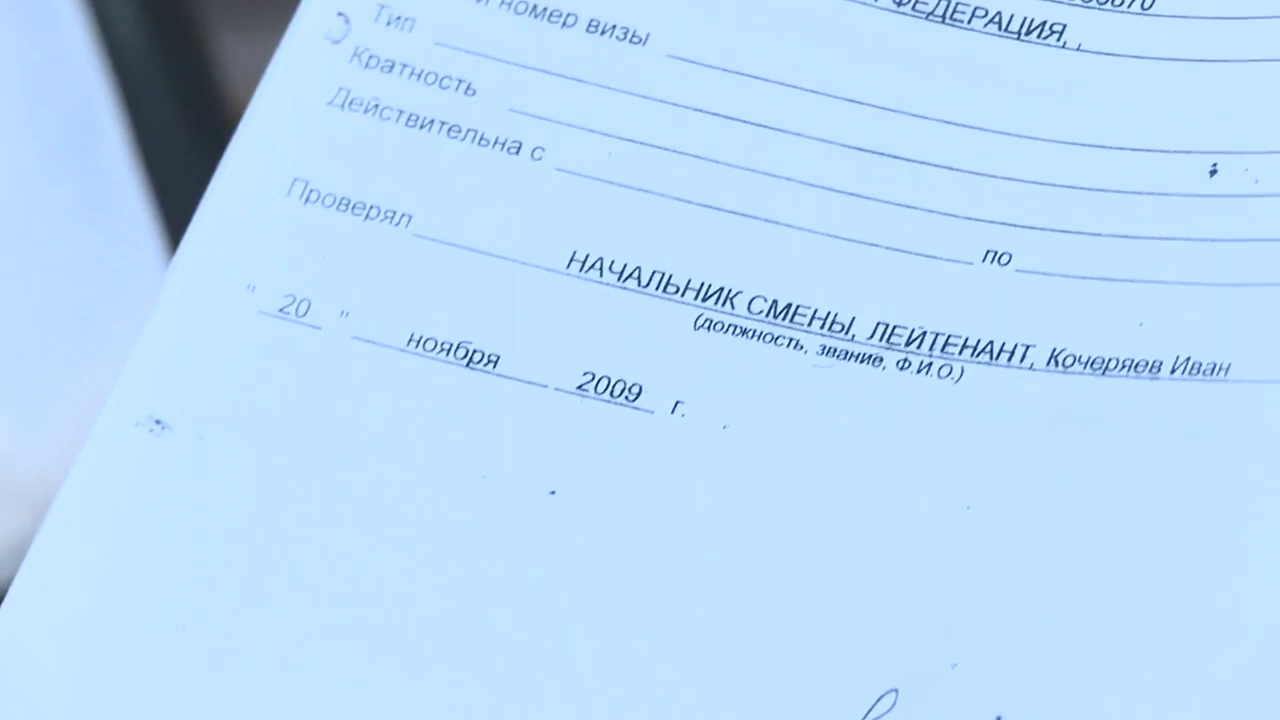 номер визы
ФЕДЕРАЦИЯ, ,
Тип
Кратность
Действительна с по
Проверял НАЧАЛЬНИК СМЕНЫ, ЛЕЙТЕНАНТ, Кочеряев Иван
(должность, звание, Ф.И.О.)
" 20 " ноября 2009 г.